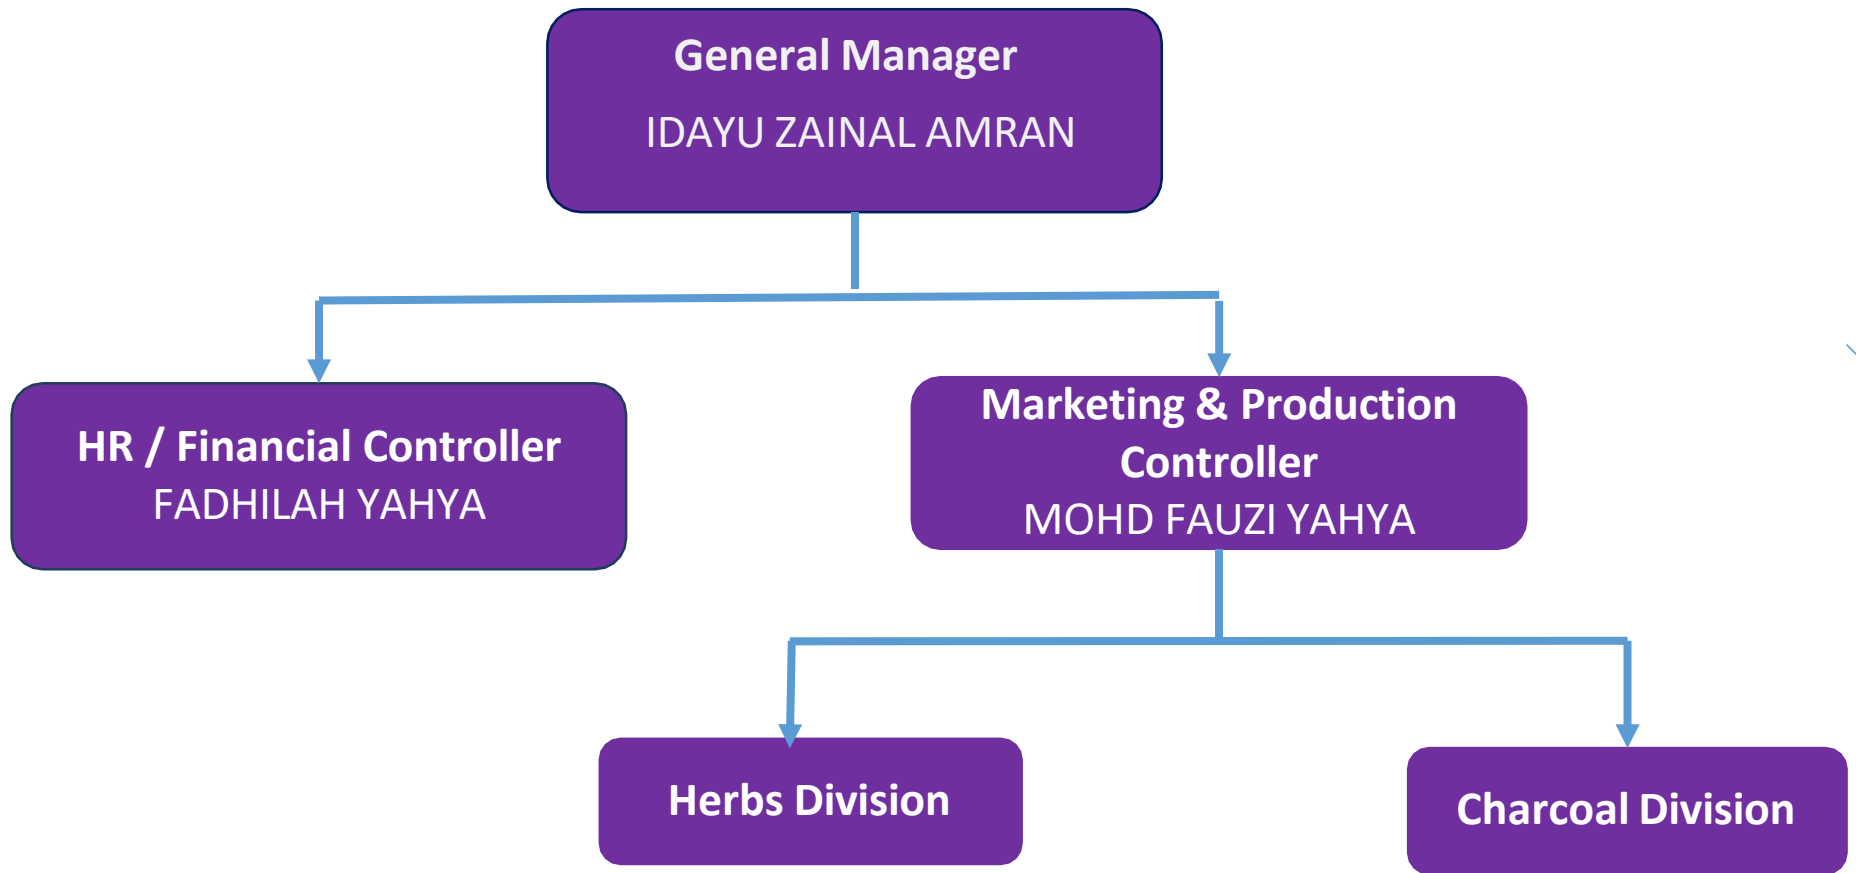 General Manager
IDAYU ZAINAL AMRAN
HR / Financial Controller
FADHILAH YAHYA
Marketing & Production
Controller
MOHD FAUZI YAHYA
Herbs Division
Charcoal Division